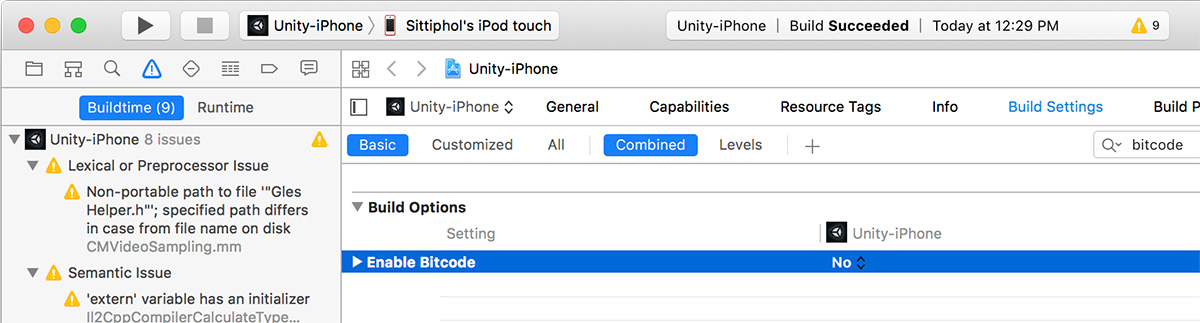 Unity-iPhone
Sittiphol's iPod touch
Unity-iPhone | Build Succeeded | Today at 12:29 PM
9
Unity-iPhone
Buildtime (9) Runtime
Unity-iPhone General Capabilities Resource Tags Info Build Settings Build P
Unity-iPhone 8 issues
Basic Customized All Combined Levels bitcode
Lexical or Preprocessor Issue
Non-portable path to file '"Gles
Helper.h"'; specified path differs
in case from file name on disk
CMVideoSampling.mm
Semantic Issue
'extern' variable has an initializer
Il2CppCompilerCalculateType...
Build Options
Setting Unity-iPhone
Enable Bitcode No